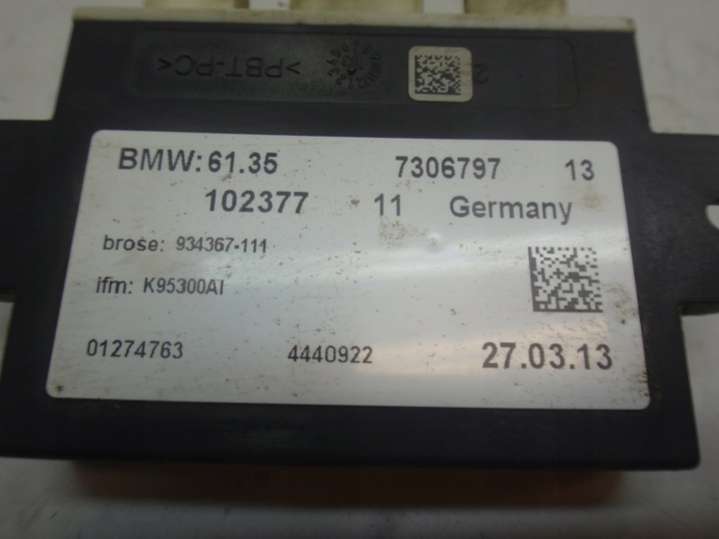 >PBT-PC<
BMW: 61.35 7306797 13
102377 11 Germany
brose: 934367-111
ifm: K95300AI
01274763 4440922 27.03.13